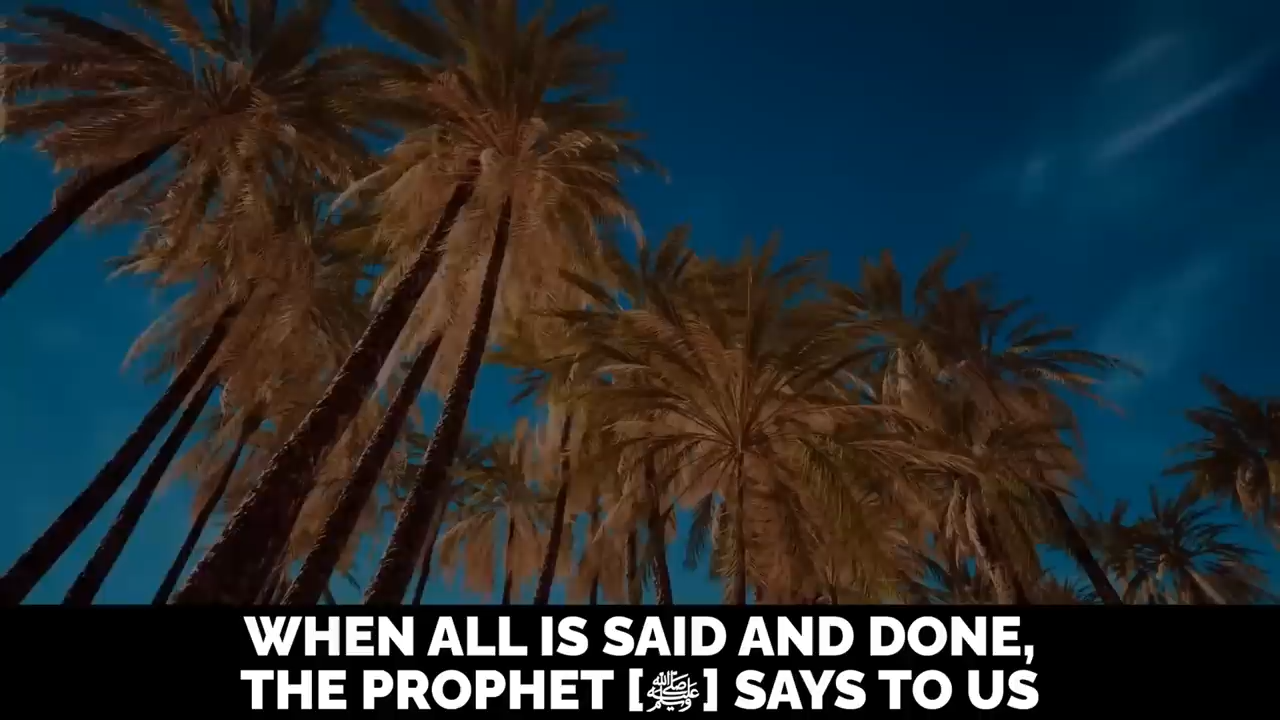 WHEN ALL IS SAID AND DONE,
THE PROPHET [ﷺ] SAYS TO US